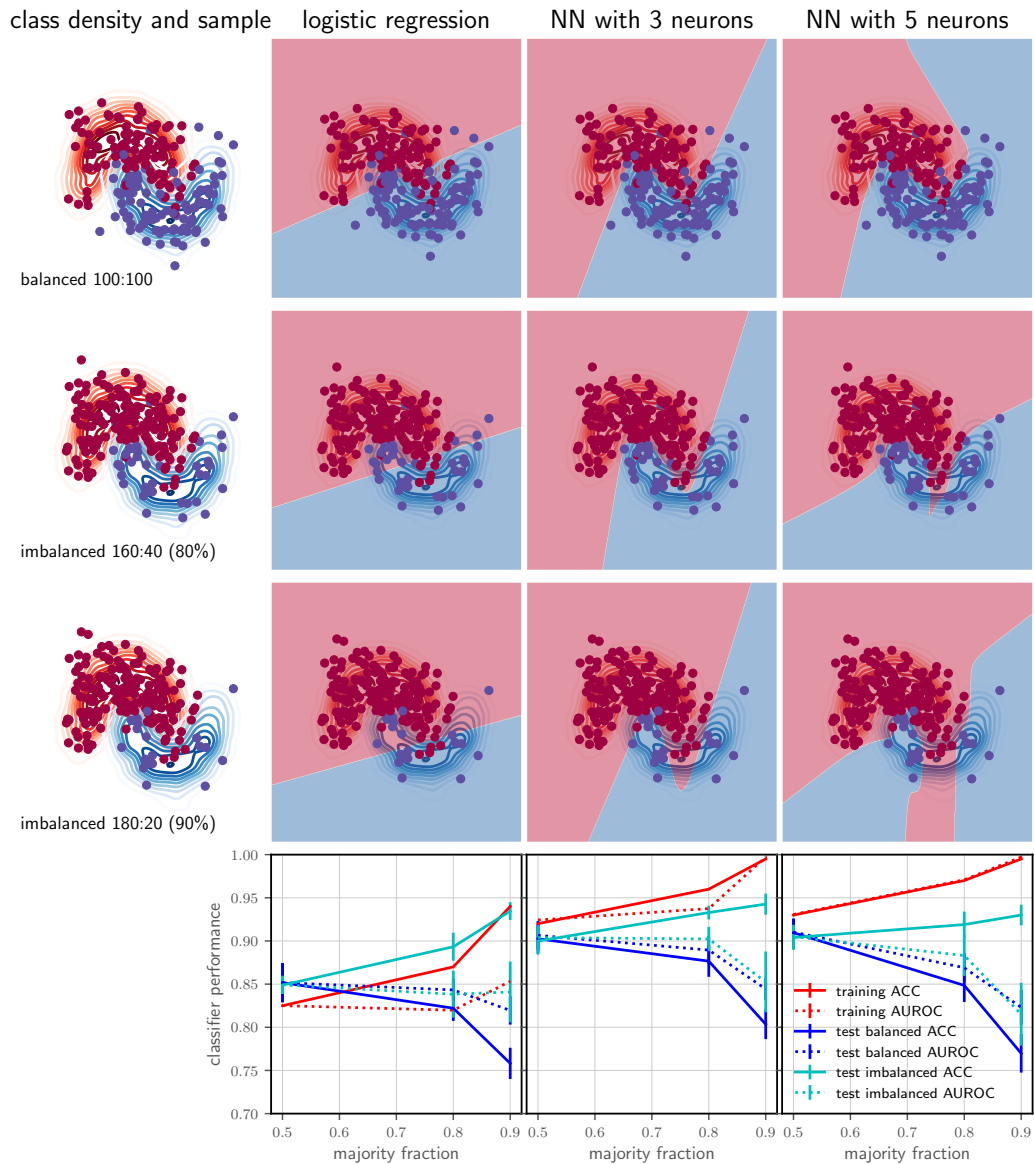 class density and sample
logistic regression
NN with 3 neurons
NN with 5 neurons
balanced 100:100
imbalanced 160:40 (80%)
imbalanced 180:20 (90%)
classifier performance
1.00
0.95
0.90
0.85
0.80
0.75
0.70
0.5 0.6 0.7 0.8 0.9
majority fraction
0.5 0.6 0.7 0.8 0.9
majority fraction
training ACC
training AUROC
test balanced ACC
test balanced AUROC
test imbalanced ACC
test imbalanced AUROC
0.5 0.6 0.7 0.8 0.9
majority fraction